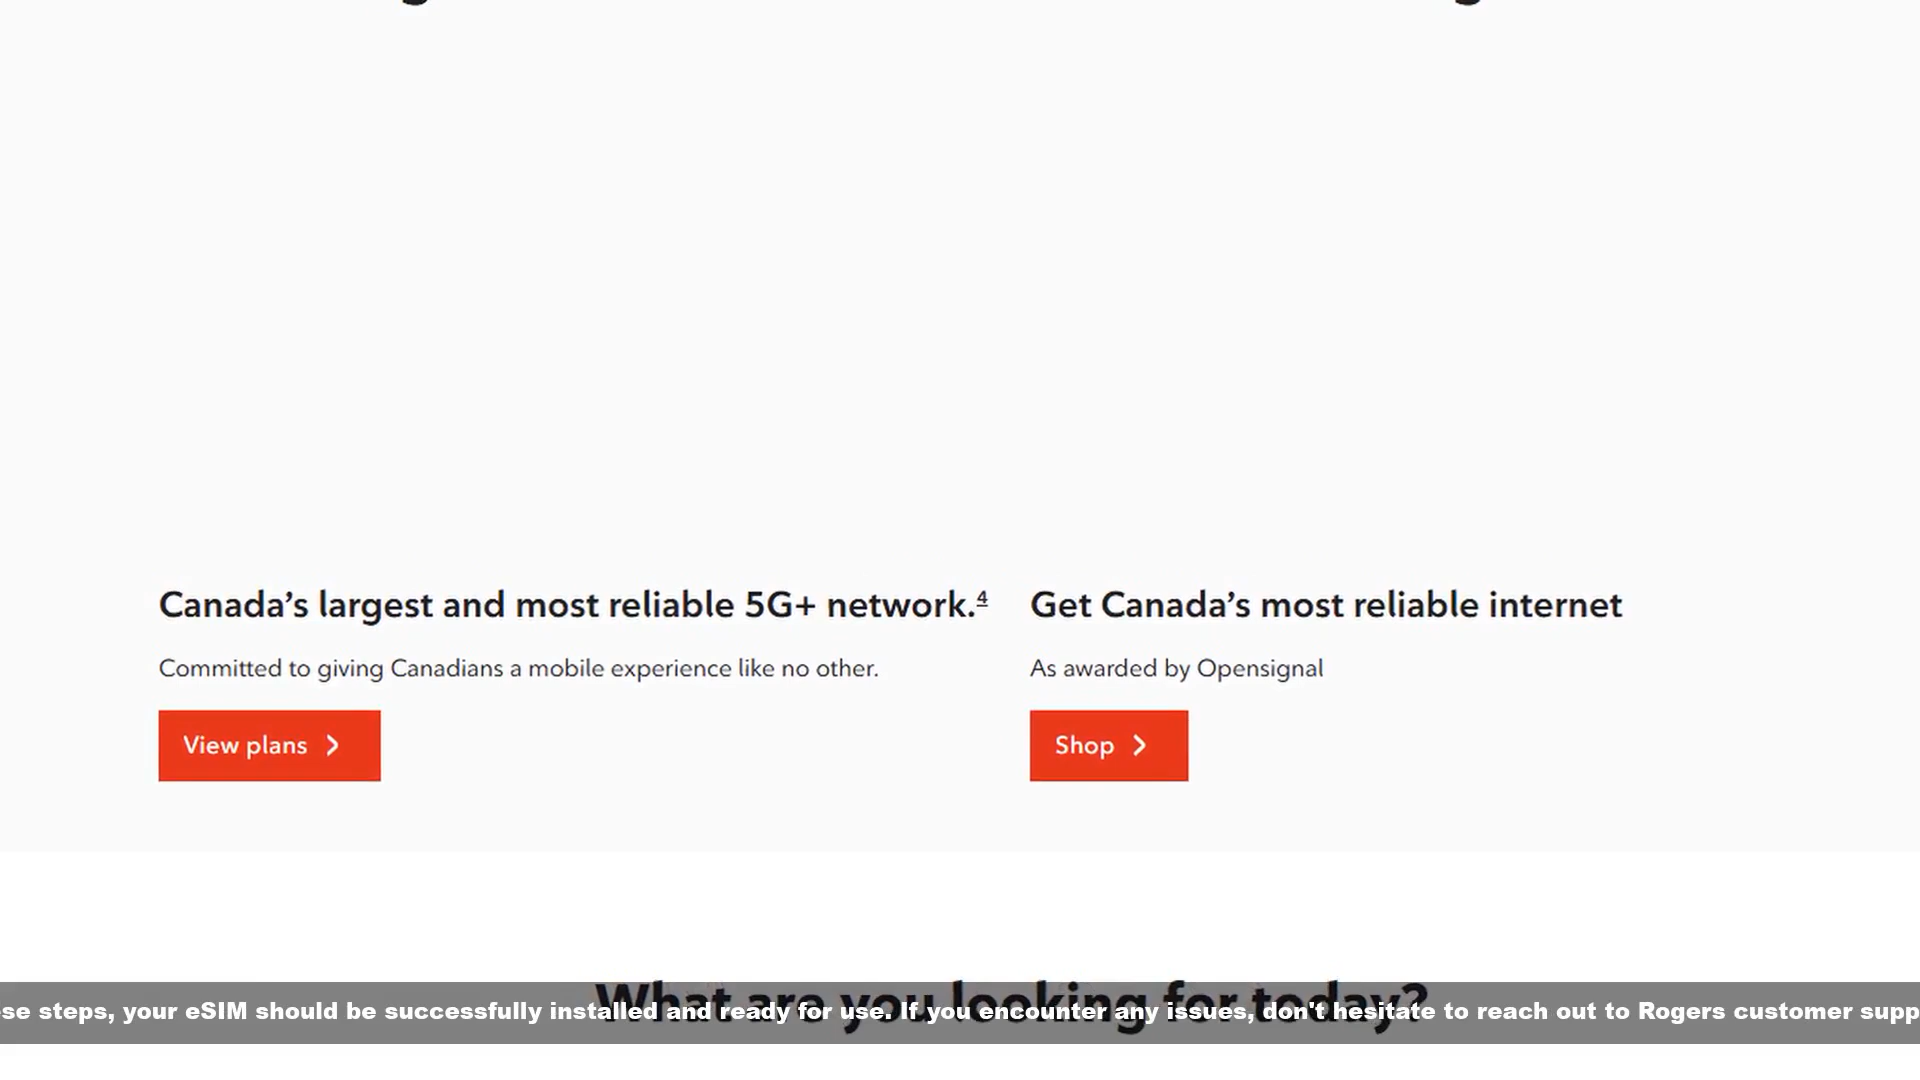 Canada’s largest and most reliable 5G+ network.4
Committed to giving Canadians a mobile experience like no other.
View plans
Get Canada’s most reliable internet
As awarded by Opensignal
Shop
What are you looking for today?
steps, your eSIM should be successfully installed and ready for use. If you encounter any issues, don't hesitate to reach out to Rogers customer